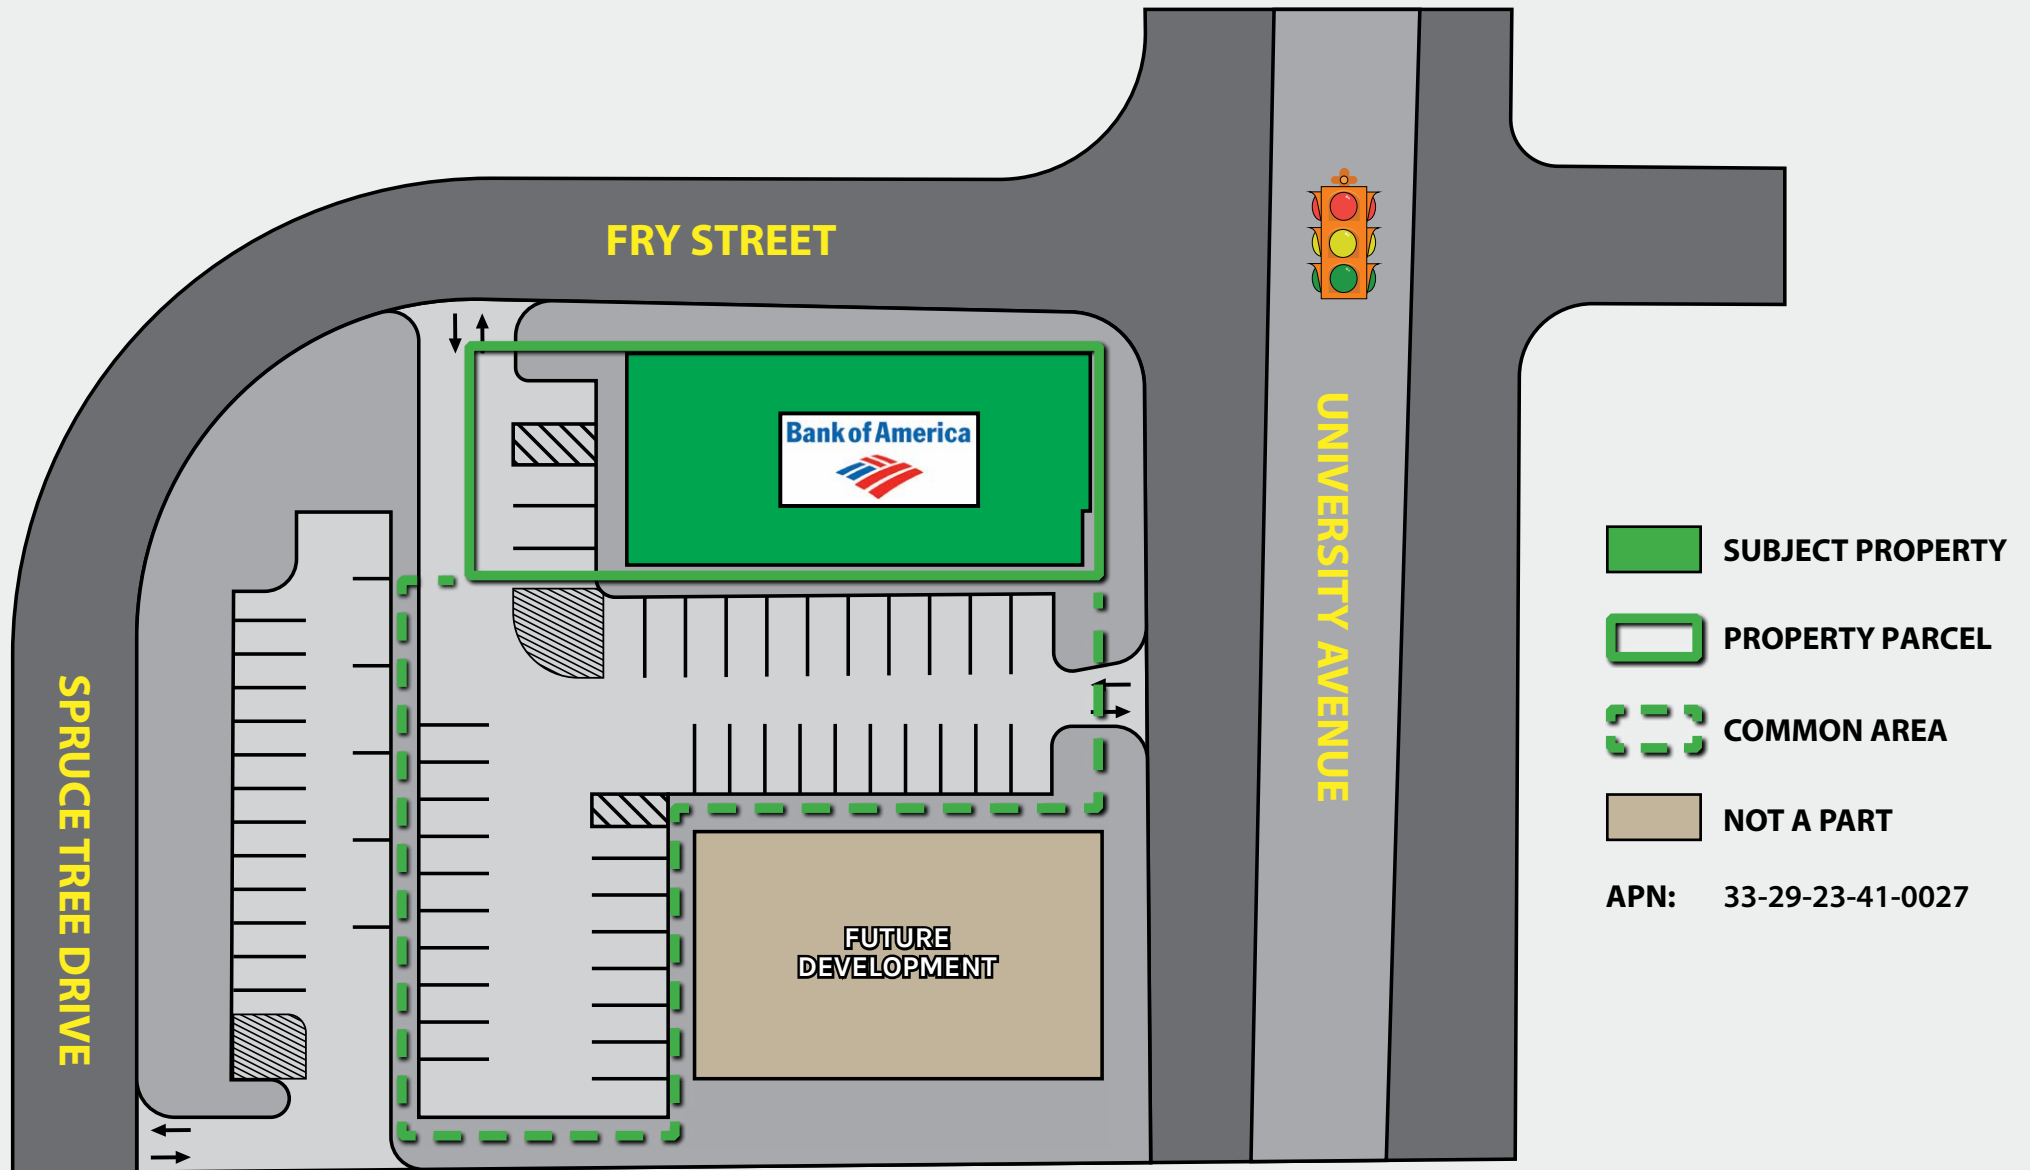 FRY STREET
Bank of America
UNIVERSITY AVENUE
SPRUCE TREE DRIVE
FUTURE
DEVELOPMENT
SUBJECT PROPERTY
PROPERTY PARCEL
COMMON AREA
NOT A PART
APN: 33-29-23-41-0027